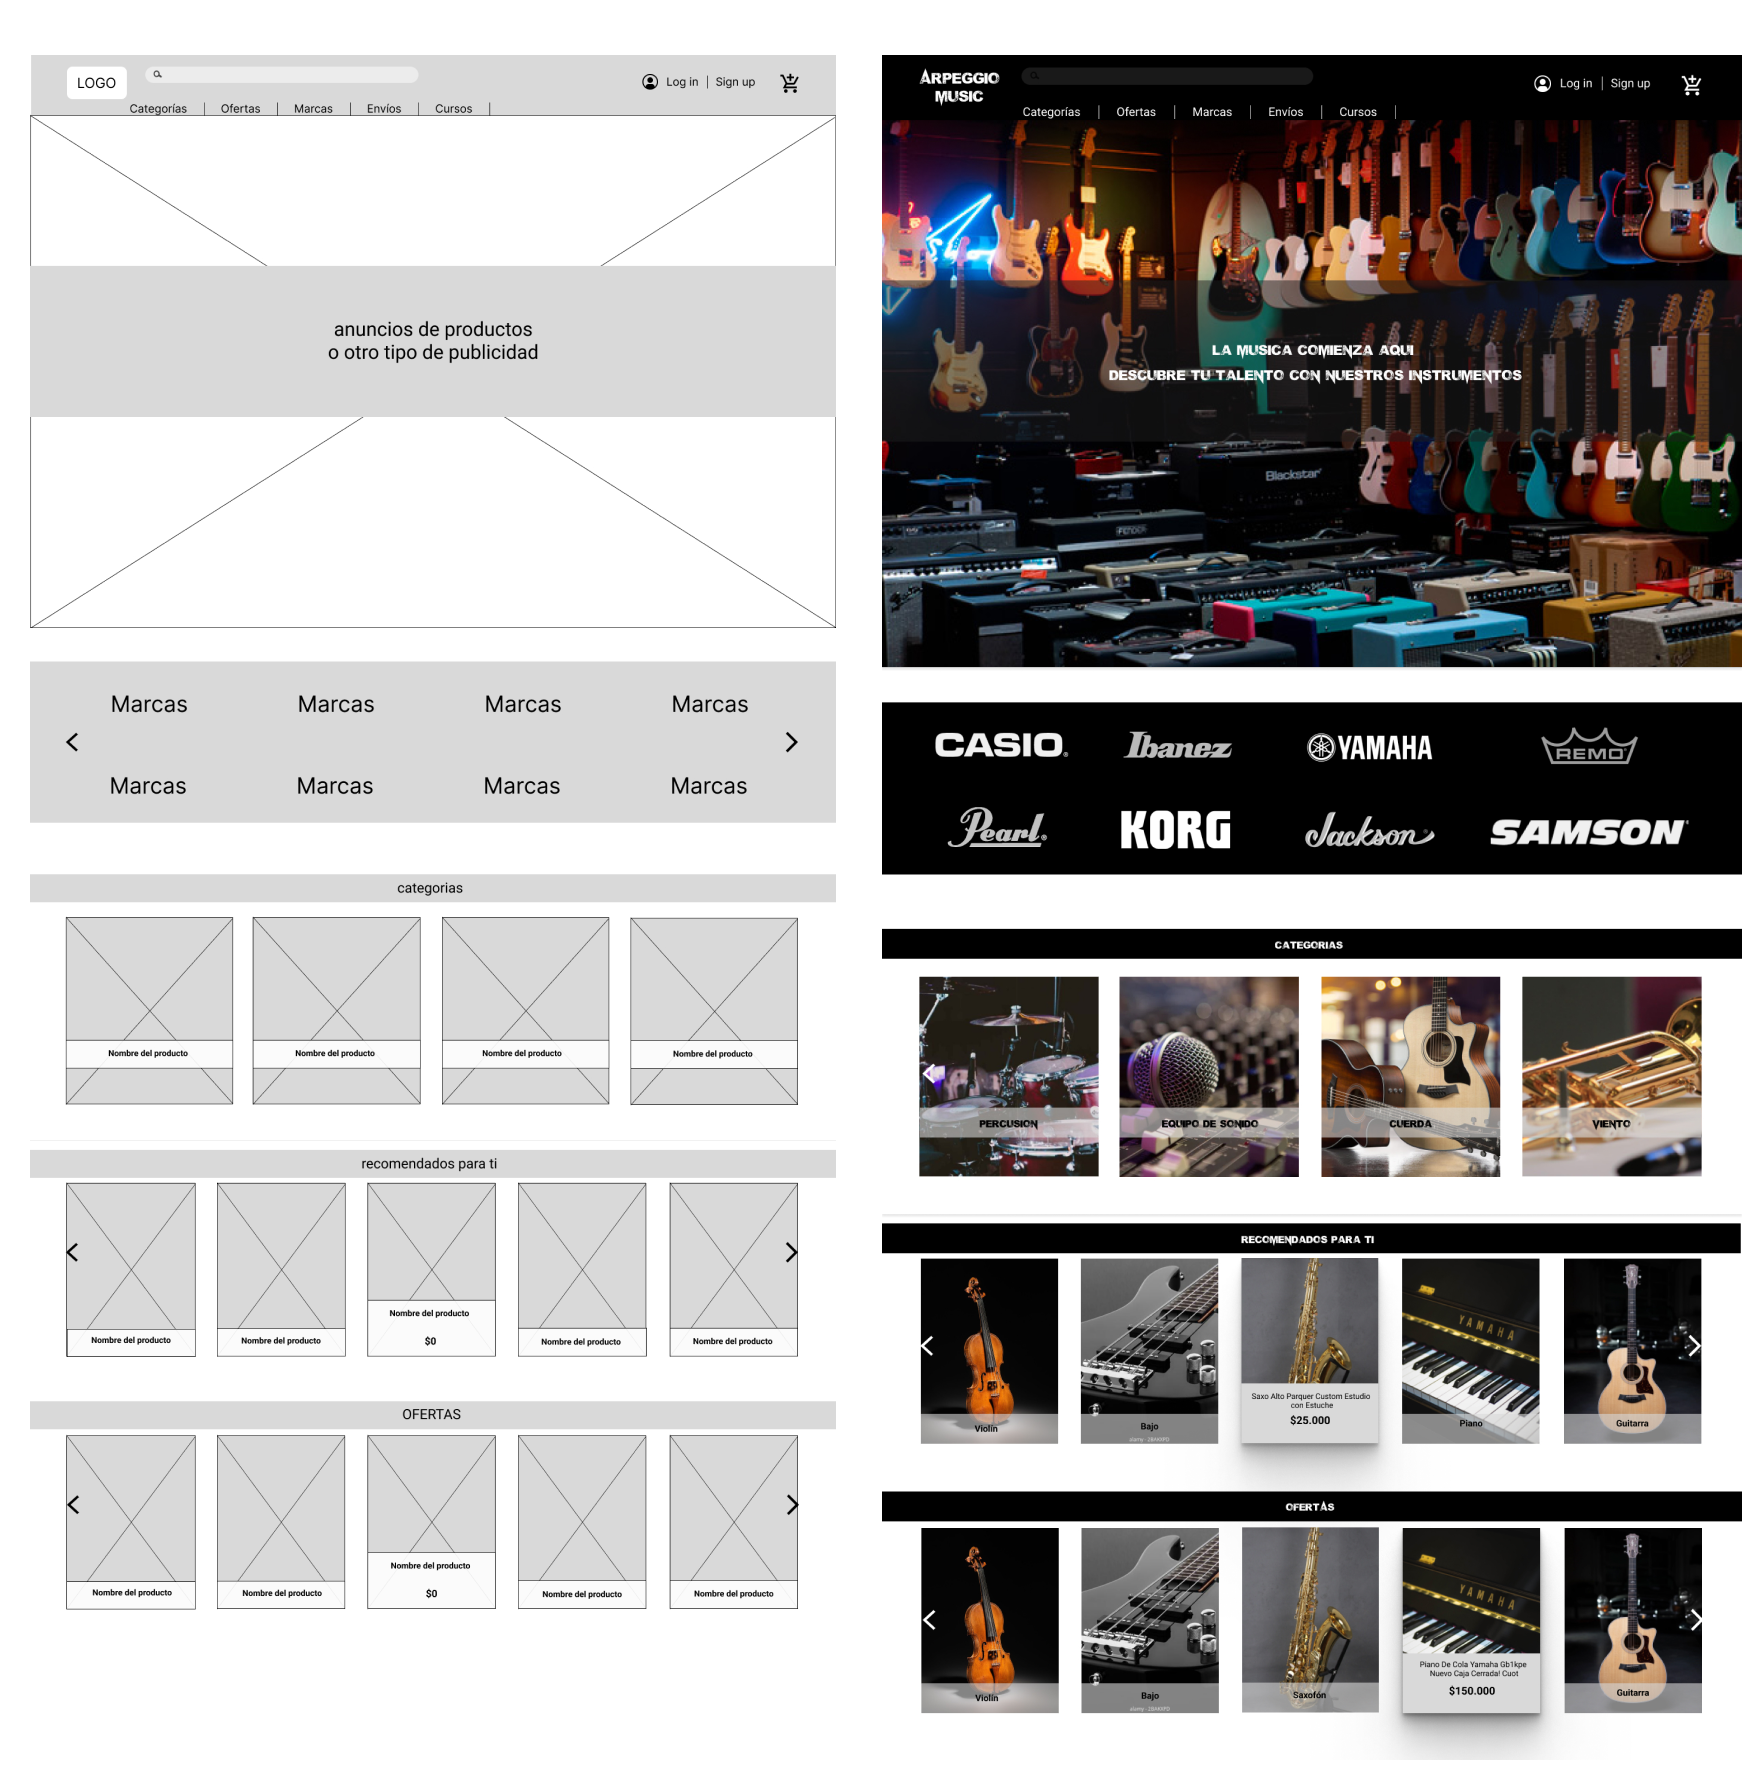 LOGO
Log in | Sign up
Categorías | Ofertas | Marcas | Envíos | Cursos |
anuncios de productos
o otro tipo de publicidad
Marcas Marcas Marcas Marcas
Marcas Marcas Marcas Marcas
categorias
Nombre del producto Nombre del producto Nombre del producto Nombre del producto
recomendados para ti
Nombre del producto
$0
Nombre del producto Nombre del producto Nombre del producto Nombre del producto
OFERTAS
Nombre del producto
$0
Nombre del producto Nombre del producto Nombre del producto Nombre del producto
ARPEGGIO
MUSIC
Log in | Sign up
Categorías | Ofertas | Marcas | Envíos | Cursos |
LA MUSICA COMIENZA AQUI
DESCUBRE TU TALENTO CON NUESTROS INSTRUMENTOS
Blackstar
FENDER
CASIO® Ibanez YAMAHA REMO
Pearl® KORG Jackson® SAMSON®
CATEGORIAS
PERCUSION EQUIPO DE SONIDO CUERDA VIENTO
RECOMENDADOS PARA TI
YAMAHA
Saxo Alto Parquer Custom Estudio
con Estuche
$25.000
Violín Bajo Piano Guitarra
OFERTAS
YAMAHA
Piano De Cola Yamaha Gb1kpe
Nuevo Caja Cerrada! Cuot
$150.000
Violín Bajo Saxofón Guitarra